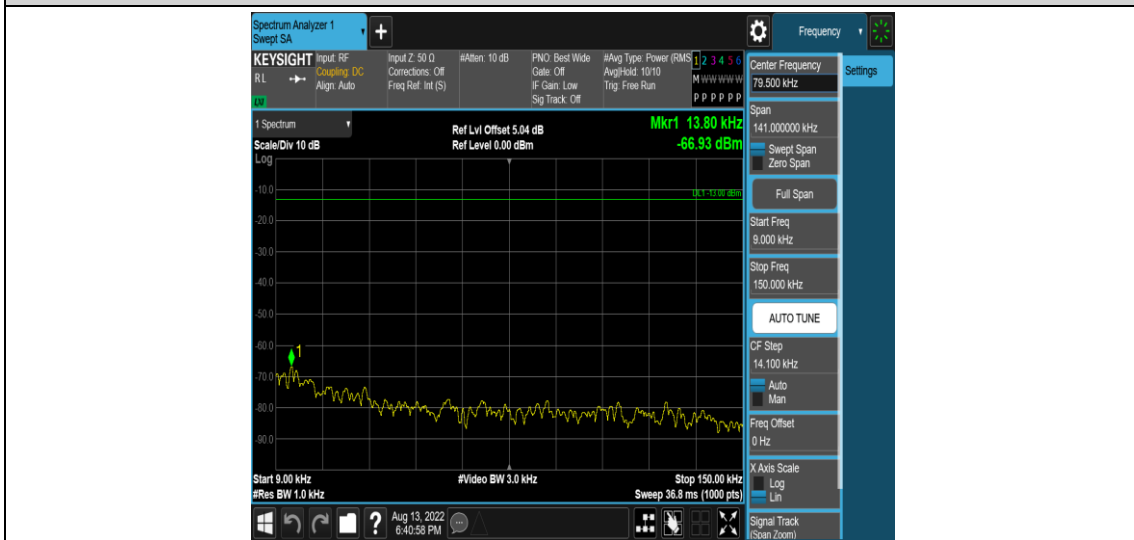 Spectrum Analyzer 1
Swept SA
+
Frequency
KEYSIGHT
RL
Input: RF
Coupling: DC
Align: Auto
Input Z: 50 Ω
Corrections: Off
Freq Ref: Int (S)
#Atten: 10 dB
PNO: Best Wide
Gate: Off
IF Gain: Low
Sig Track: Off
#Avg Type: Power (RMS
Avg|Hold: 10/10
Trig: Free Run
1 2 3 4 5 6
M W W W W W
P P P P P P
1 Spectrum
Scale/Div 10 dB
Log
Ref Lvl Offset 5.04 dB
Ref Level 0.00 dBm
Mkr1 13.80 kHz
-66.93 dBm
DL1 -13.00 dBm
-10.0
-20.0
-30.0
-40.0
-50.0
-60.0
-70.0
-80.0
-90.0
1
Start 9.00 kHz
#Res BW 1.0 kHz
#Video BW 3.0 kHz
Stop 150.00 kHz
Sweep 36.8 ms (1000 pts)
Center Frequency
79.500 kHz
Settings
Span
141.000000 kHz
Swept Span
Zero Span
Full Span
Start Freq
9.000 kHz
Stop Freq
150.000 kHz
AUTO TUNE
CF Step
14.100 kHz
Auto
Man
Freq Offset
0 Hz
X Axis Scale
Log
Lin
Signal Track
(Span Zoom)
?
Aug 13, 2022
6:40:58 PM